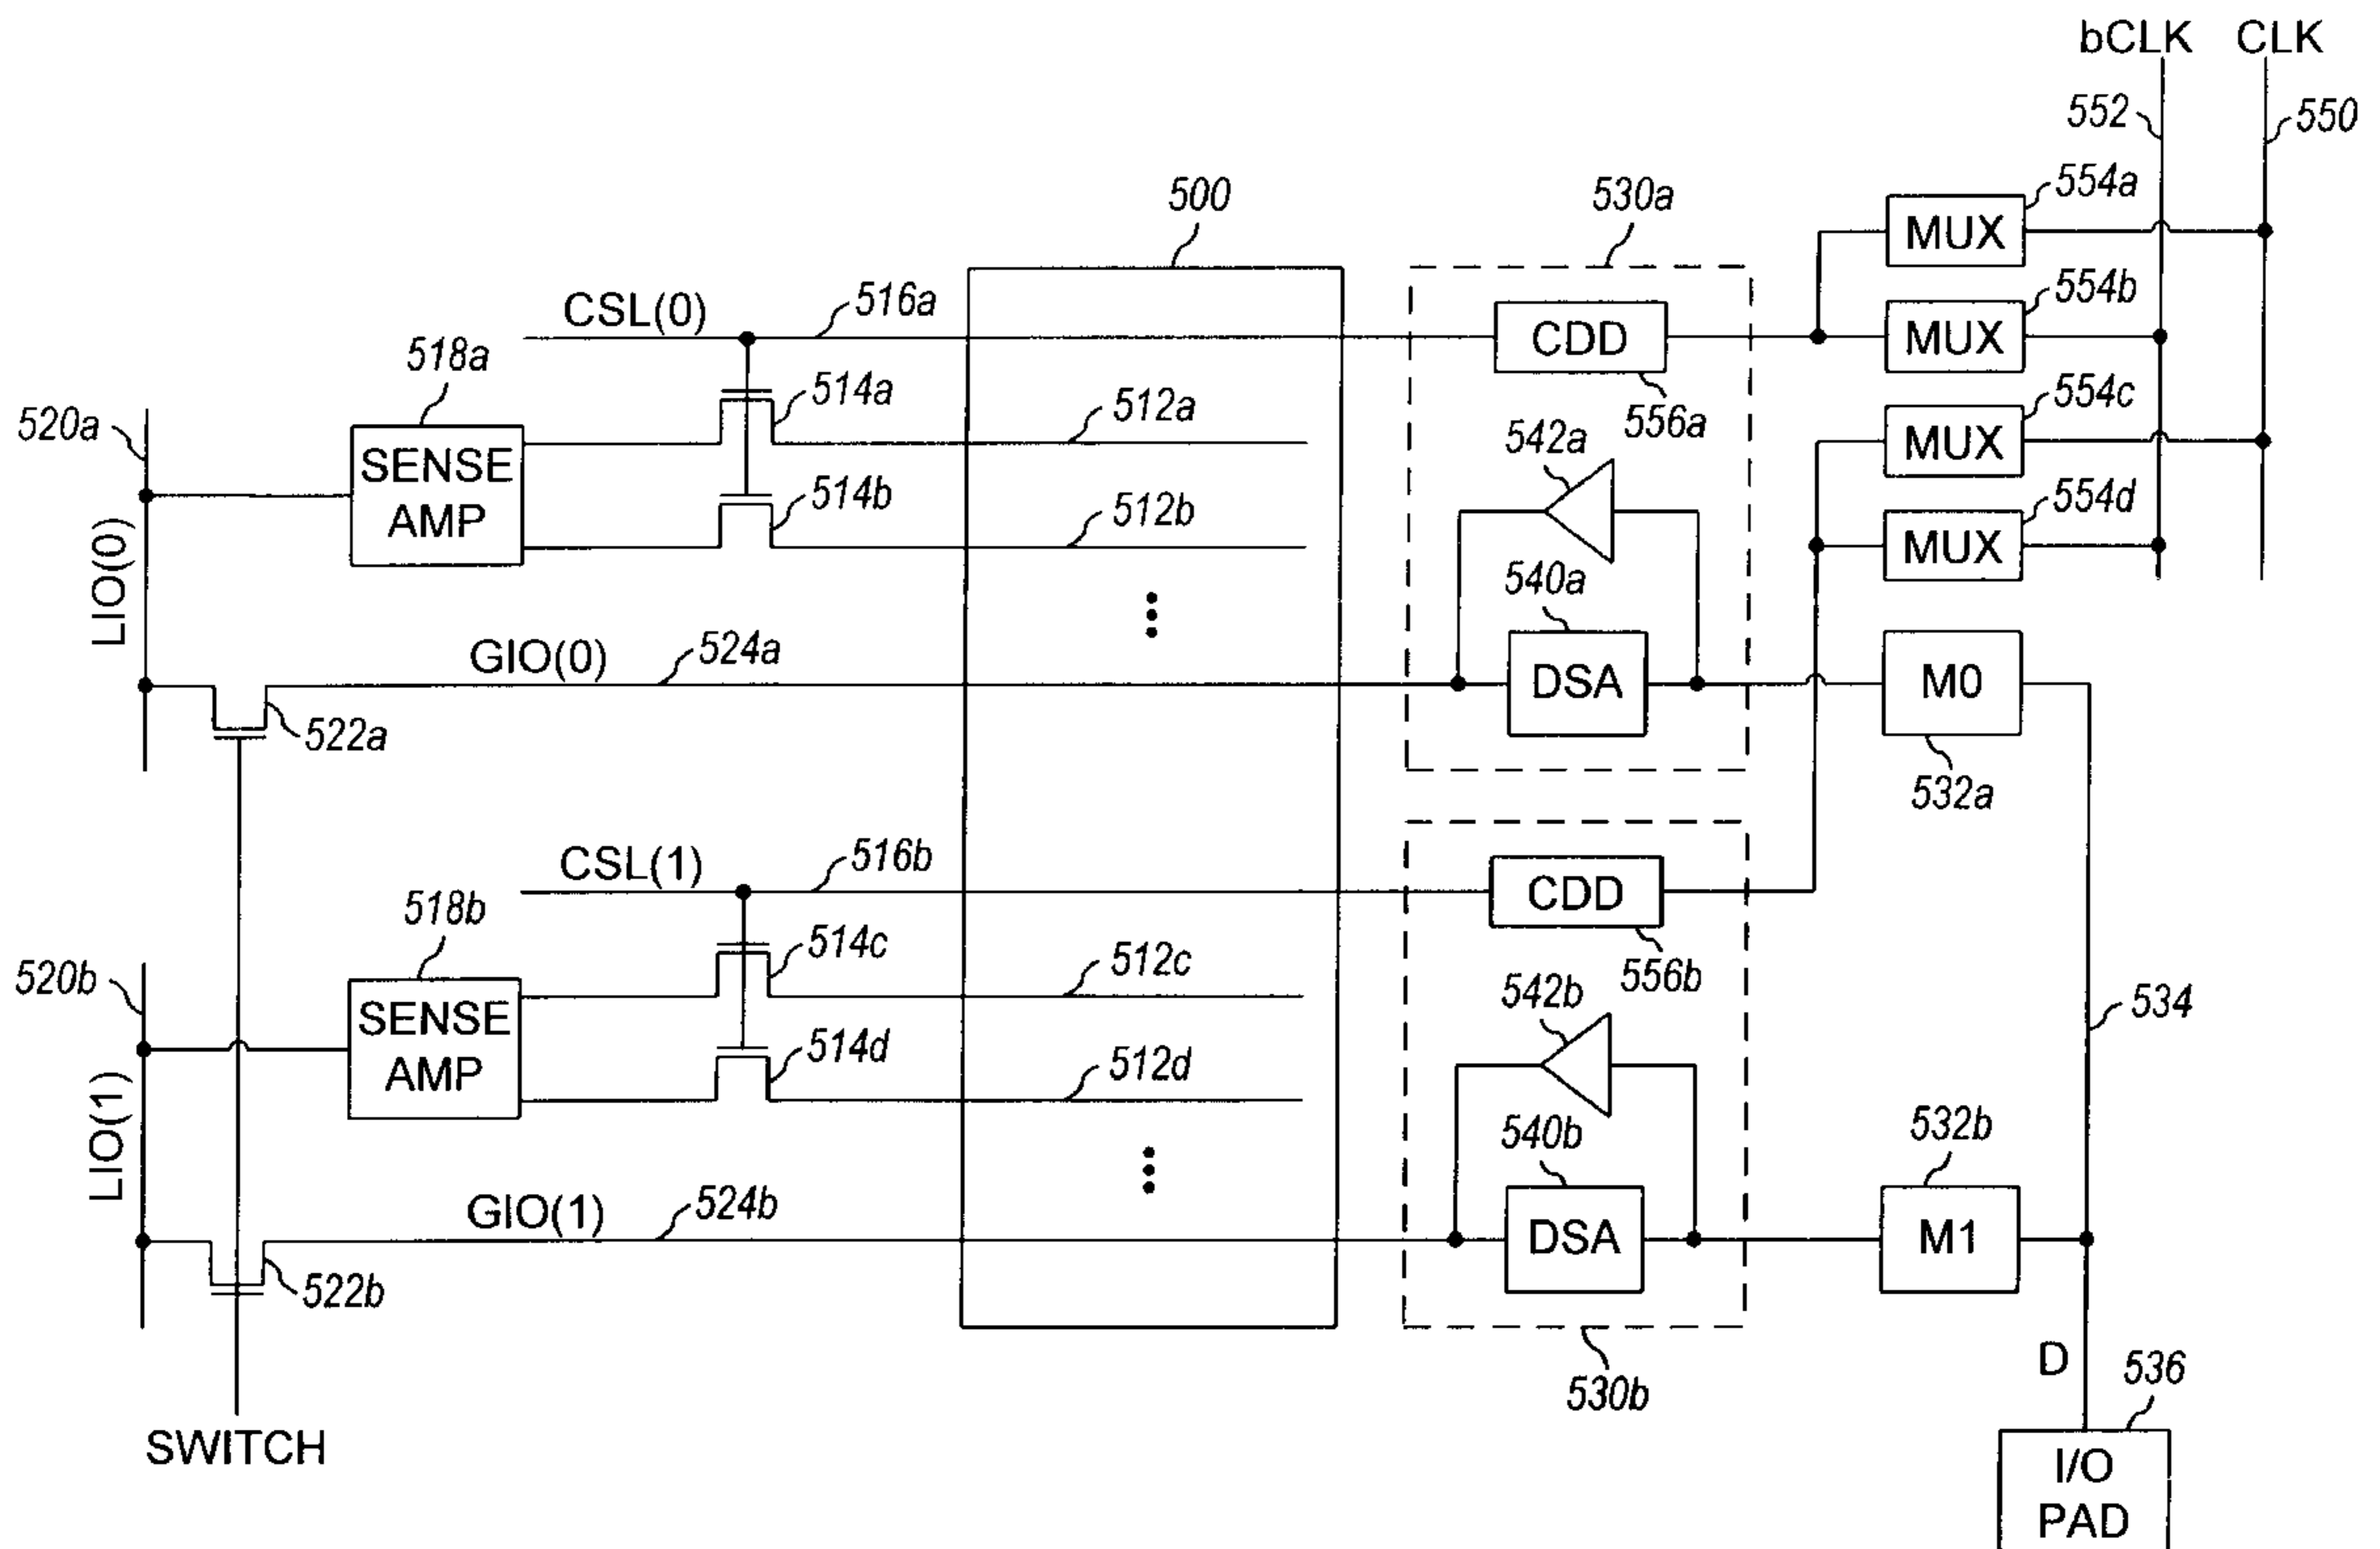 bCLK CLK
552
550
554a
500
530a
MUX
CSL(0)
516a
554b
518a
CDD
MUX
514a
512a
554c
520a
556a
542a
SENSE
AMP
MUX
514b
512b
554d
LIO(0)
540a
MUX
GIO(0)
524a
DSA
M0
522a
532a
CSL(1)
516b
518b
CDD
514c
512c
520b
556b
542b
534
SENSE
AMP
514d
512d
LIO(1)
540b
532b
GIO(1)
524b
DSA
M1
522b
530b
D
536
SWITCH
I/O
PAD